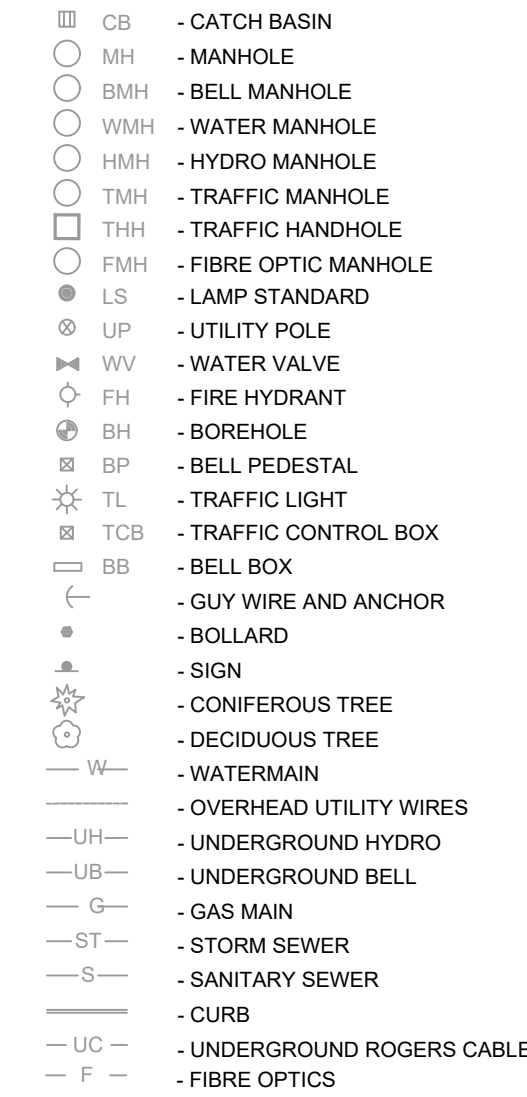 CB - CATCH BASIN
MH - MANHOLE
BMH - BELL MANHOLE
WMH - WATER MANHOLE
HMH - HYDRO MANHOLE
TMH - TRAFFIC MANHOLE
THH - TRAFFIC HANDHOLE
FMH - FIBRE OPTIC MANHOLE
LS - LAMP STANDARD
UP - UTILITY POLE
WV - WATER VALVE
FH - FIRE HYDRANT
BH - BOREHOLE
BP - BELL PEDESTAL
TL - TRAFFIC LIGHT
TCB - TRAFFIC CONTROL BOX
BB - BELL BOX
- GUY WIRE AND ANCHOR
- BOLLARD
- SIGN
- CONIFEROUS TREE
- DECIDUOUS TREE
W - WATERMAIN
- OVERHEAD UTILITY WIRES
UH - UNDERGROUND HYDRO
UB - UNDERGROUND BELL
G - GAS MAIN
ST - STORM SEWER
S - SANITARY SEWER
- CURB
UC - UNDERGROUND ROGERS CABLE
F - FIBRE OPTICS